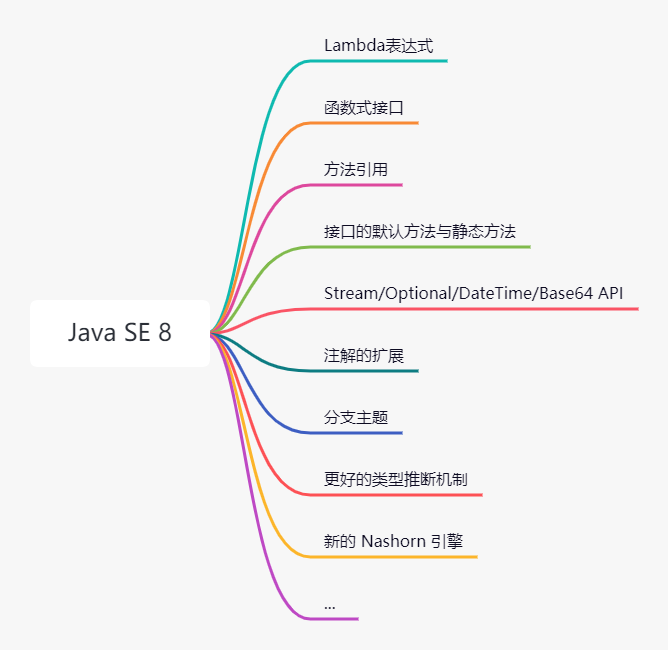 Lambda表达式
函数式接口
方法引用
接口的默认方法与静态方法
Stream/Optional/DateTime/Base64 API
Java SE 8
注解的扩展
分支主题
更好的类型推断机制
新的 Nashorn 引擎
...